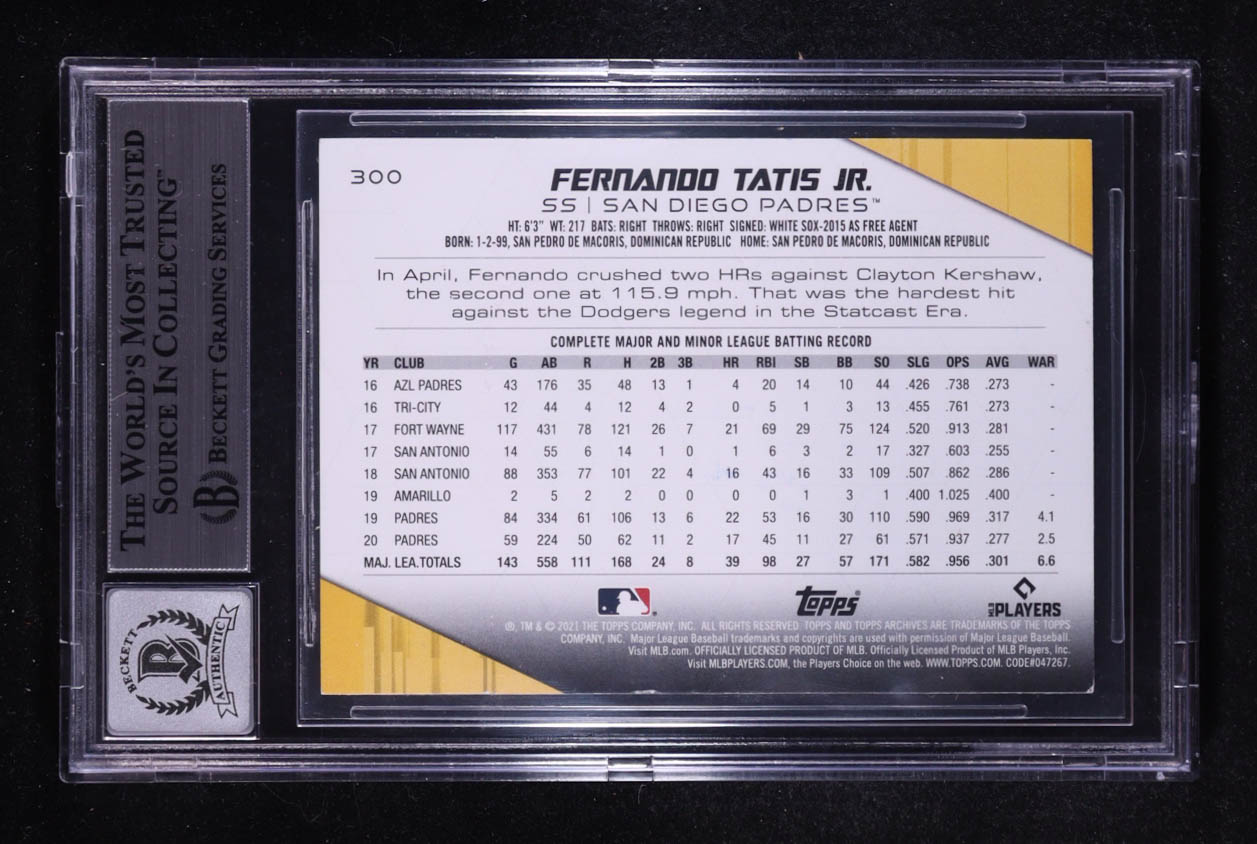 THE WORLD'S MOST TRUSTED
SOURCE IN COLLECTING™
BECKETT GRADING SERVICES
BECKETT
AUTHENTIC
300
FERNANDO TATIS JR.
SS | SAN DIEGO PADRES™
HT: 6'3" WT: 217 BATS: RIGHT THROWS: RIGHT SIGNED: WHITE SOX-2015 AS FREE AGENT
BORN: 1-2-99, SAN PEDRO DE MACORIS, DOMINICAN REPUBLIC HOME: SAN PEDRO DE MACORIS, DOMINICAN REPUBLIC
In April, Fernando crushed two HRs against Clayton Kershaw,
the second one at 115.9 mph. That was the hardest hit
against the Dodgers legend in the Statcast Era.
COMPLETE MAJOR AND MINOR LEAGUE BATTING RECORD
YR CLUB G AB R H 2B 3B HR RBI SB BB SO SLG OPS AVG WAR
16 AZL PADRES 43 176 35 48 13 1 4 20 14 10 44 .426 .738 .273 -
16 TRI-CITY 12 44 4 12 4 2 0 5 1 3 13 .455 .761 .273 -
17 FORT WAYNE 117 431 78 121 26 7 21 69 29 75 124 .520 .913 .281 -
17 SAN ANTONIO 14 55 6 14 1 0 1 6 3 2 17 .327 .603 .255 -
18 SAN ANTONIO 88 353 77 101 22 4 16 43 16 33 109 .507 .862 .286 -
19 AMARILLO 2 5 2 2 0 0 0 0 1 3 1 .400 1.025 .400 -
19 PADRES 84 334 61 106 13 6 22 53 16 30 110 .590 .969 .317 4.1
20 PADRES 59 224 50 62 11 2 17 45 11 27 61 .571 .937 .277 2.5
MAJ. LEA.TOTALS 143 558 111 168 24 8 39 98 27 57 171 .582 .956 .301 6.6
TOPPS®
MLB PLAYERS
®, TM & © 2021 THE TOPPS COMPANY, INC. ALL RIGHTS RESERVED. TOPPS AND TOPPS ARCHIVES ARE TRADEMARKS OF THE TOPPS
COMPANY, INC. Major League Baseball trademarks and copyrights are used with permission of Major League Baseball.
Visit MLB.com. OFFICIALLY LICENSED PRODUCT OF MLB. Officially Licensed Product of MLB Players, Inc.
Visit MLBPLAYERS.COM, the Players Choice on the web. WWW.TOPPS.COM. CODE#047267.